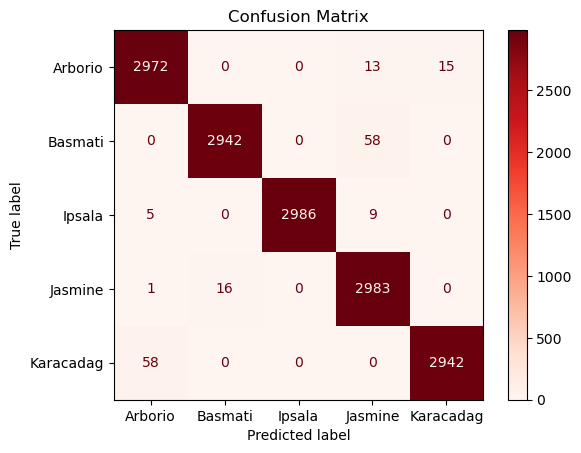 Confusion Matrix
Arborio 2972 0 0 13 15
Basmati 0 2942 0 58 0
Ipsala 5 0 2986 9 0
Jasmine 1 16 0 2983 0
Karacadag 58 0 0 0 2942
Arborio Basmati Ipsala Jasmine Karacadag
Predicted label
True label
2500
2000
1500
1000
500
0